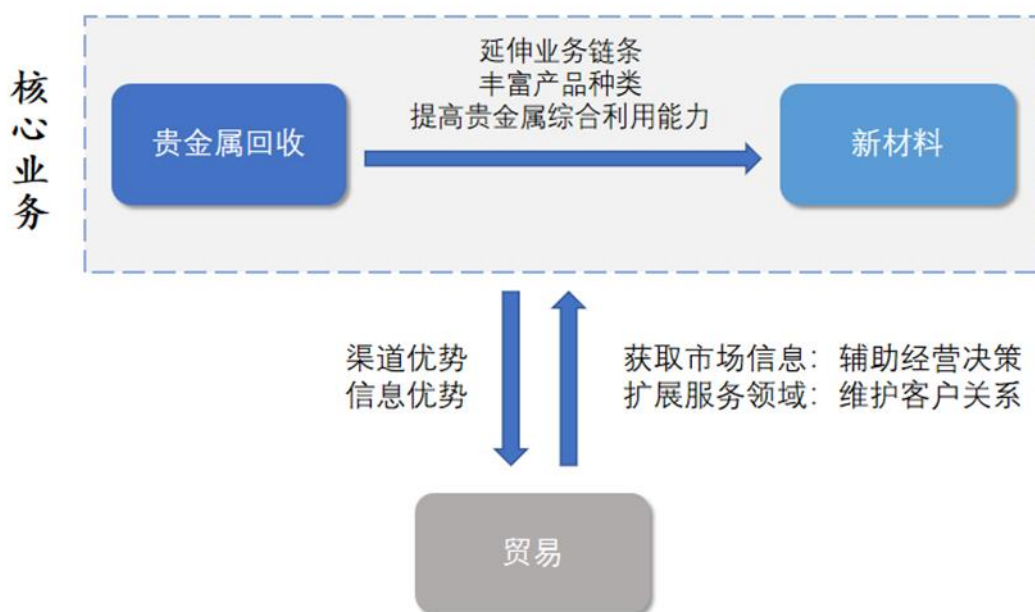 核心业务
延伸业务链条
丰富产品种类
提高贵金属综合利用能力
贵金属回收
新材料
渠道优势
信息优势
获取市场信息：辅助经营决策
扩展服务领域：维护客户关系
贸易